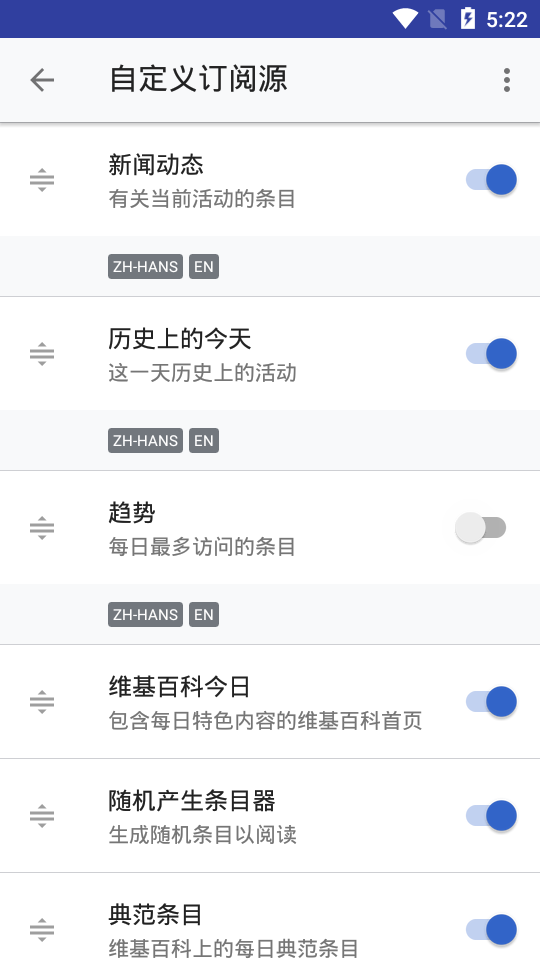 5:22
自定义订阅源
新闻动态
有关当前活动的条目
ZH-HANS EN
历史上的今天
这一天历史上的活动
ZH-HANS EN
趋势
每日最多访问的条目
ZH-HANS EN
维基百科今日
包含每日特色内容的维基百科首页
随机产生条目器
生成随机条目以阅读
典范条目
维基百科上的每日典范条目